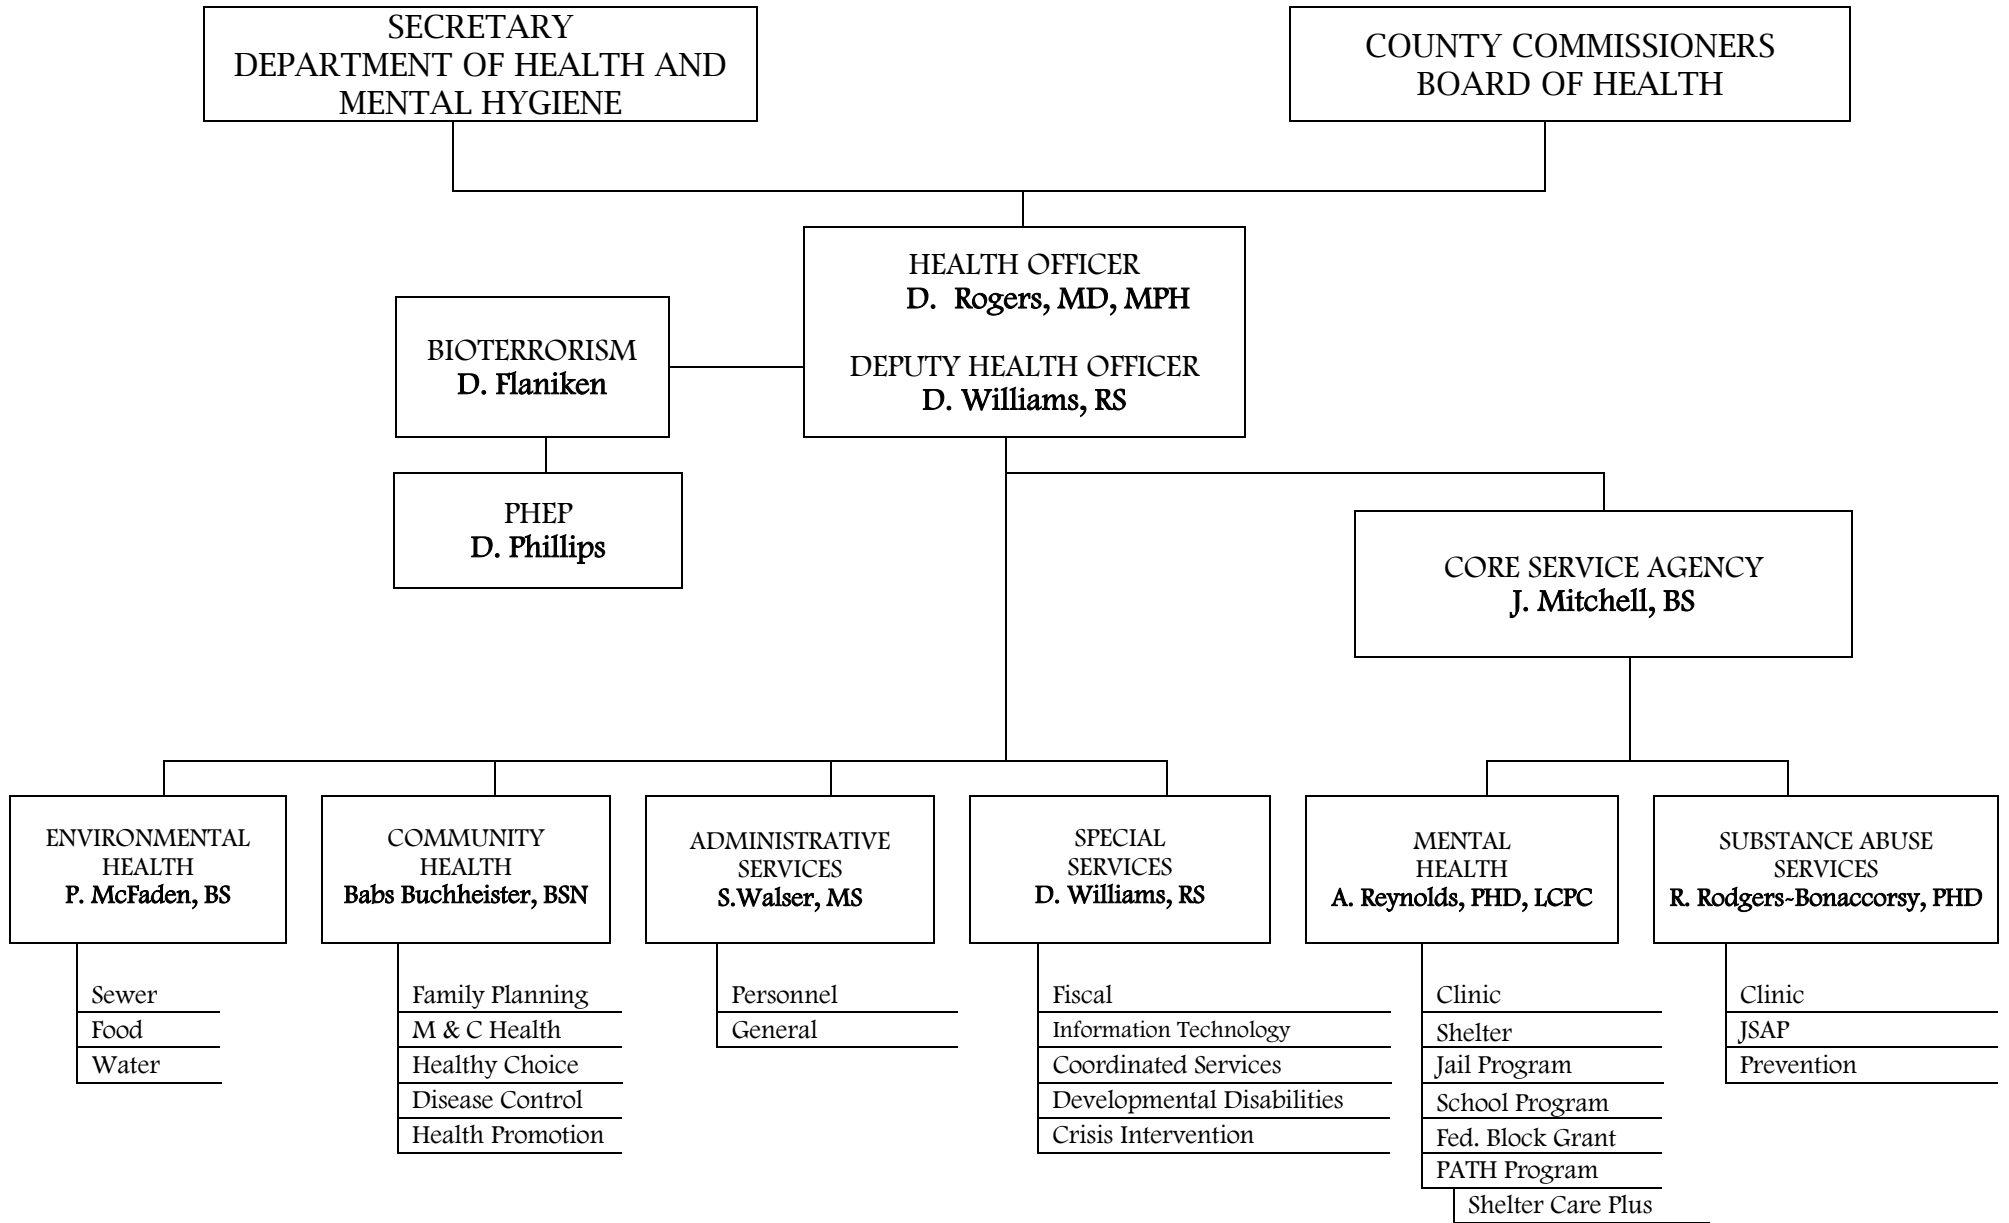 SECRETARY
DEPARTMENT OF HEALTH AND
MENTAL HYGIENE
COUNTY COMMISSIONERS
BOARD OF HEALTH
HEALTH OFFICER
D. Rogers, MD, MPH
DEPUTY HEALTH OFFICER
D. Williams, RS
BIOTERRORISM
D. Flaniken
PHEP
D. Phillips
CORE SERVICE AGENCY
J. Mitchell, BS
ENVIRONMENTAL
HEALTH
P. McFaden, BS
Sewer
Food
Water
COMMUNITY
HEALTH
Babs Buchheister, BSN
Family Planning
M & C Health
Healthy Choice
Disease Control
Health Promotion
ADMINISTRATIVE
SERVICES
S.Walser, MS
Personnel
General
SPECIAL
SERVICES
D. Williams, RS
Fiscal
Information Technology
Coordinated Services
Developmental Disabilities
Crisis Intervention
MENTAL
HEALTH
A. Reynolds, PHD, LCPC
Clinic
Shelter
Jail Program
School Program
Fed. Block Grant
PATH Program
Shelter Care Plus
SUBSTANCE ABUSE
SERVICES
R. Rodgers-Bonaccorsy, PHD
Clinic
JSAP
Prevention